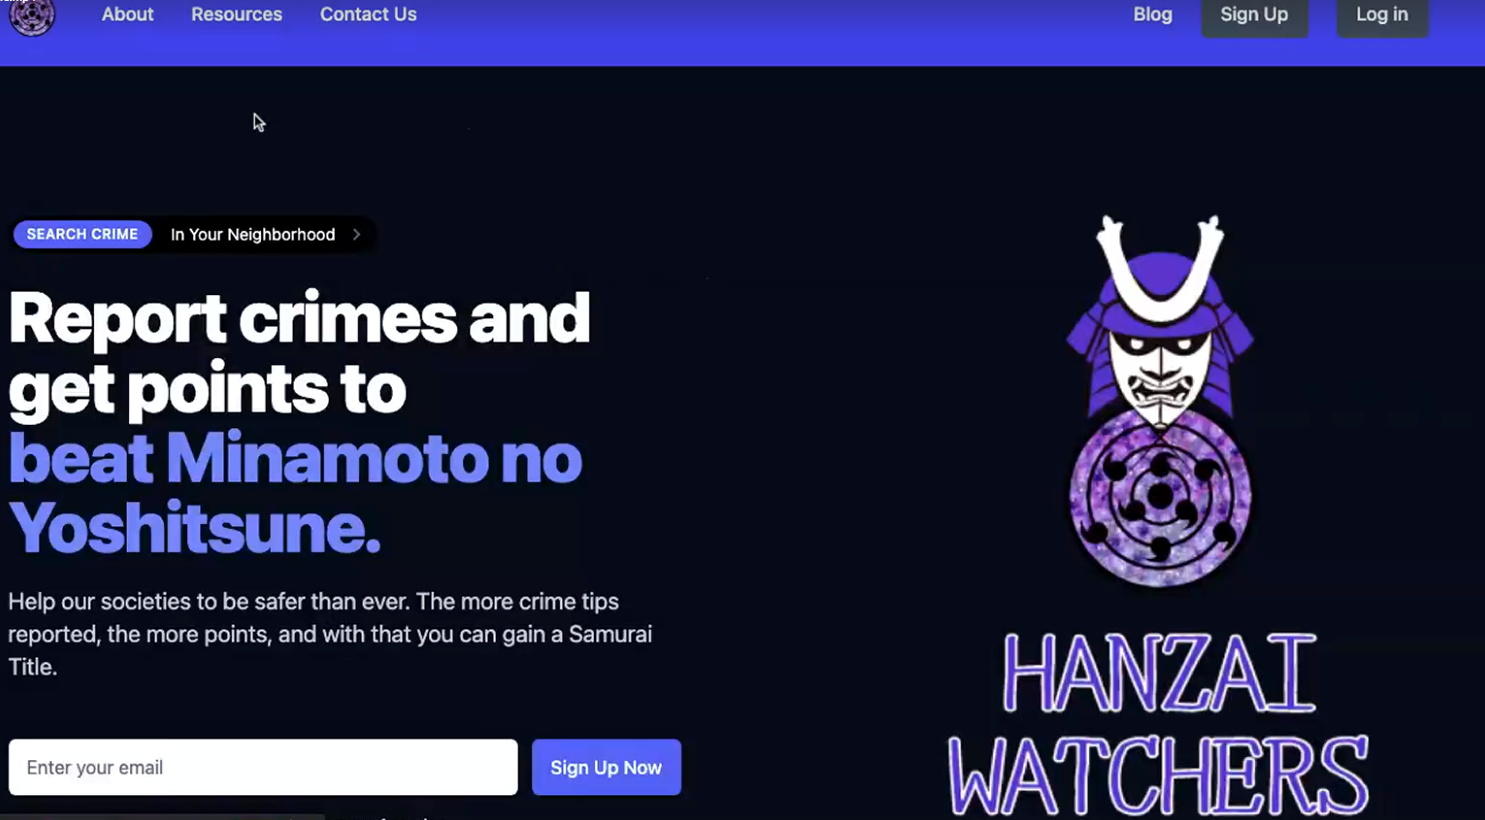 About Resources Contact Us Blog Sign Up Log in
SEARCH CRIME In Your Neighborhood
Report crimes and
get points to
beat Minamoto no
Yoshitsune.
Help our societies to be safer than ever. The more crime tips
reported, the more points, and with that you can gain a Samurai
Title.
Enter your email Sign Up Now
HANZAI
WATCHERS